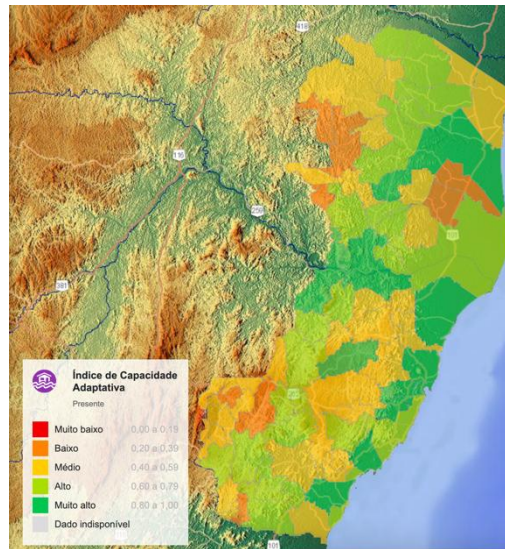 418
116
259
381
Índice de Capacidade
Adaptativa
Presente
Muito baixo 0,00 a 0,19
Baixo 0,20 a 0,39
Médio 0,40 a 0,59
Alto 0,60 a 0,79
Muito alto 0,80 a 1,00
Dado indisponível
101